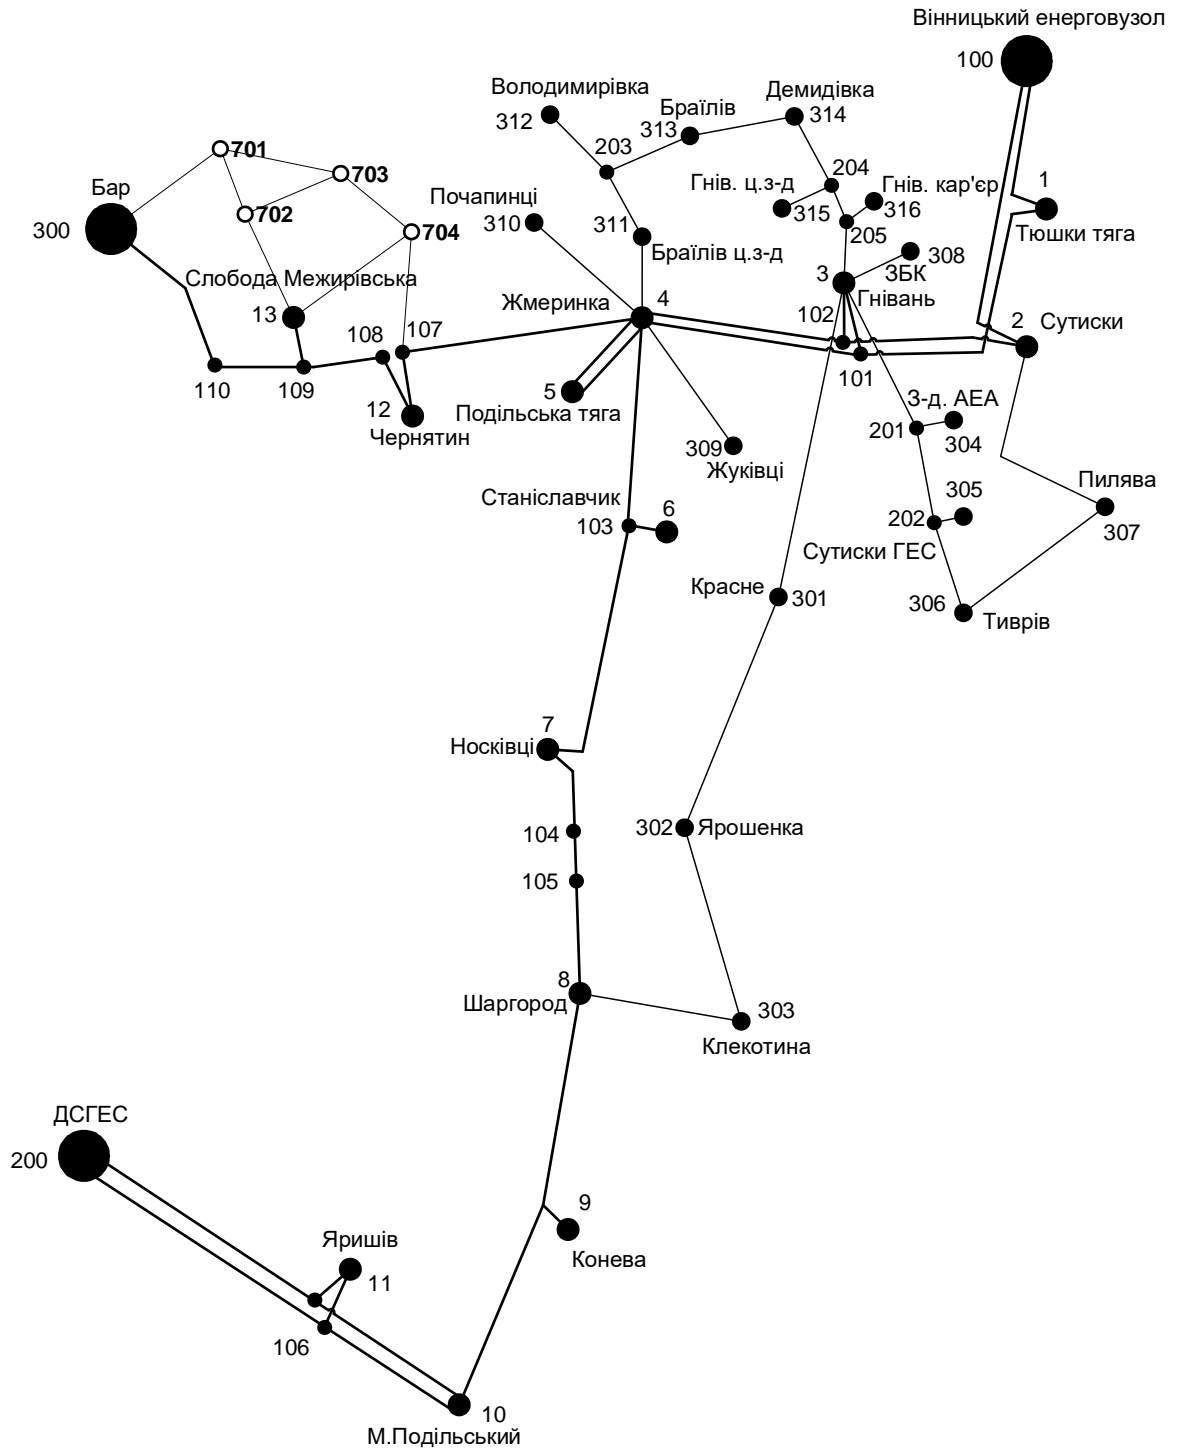 Вінницький енерговузол
100
Володимирівка
312
Браїлів
313
Демидівка
314
203
204
Гнів. ц.з-д
315
Гнів. кар'єр
316
205
1
Тюшки тяга
701
703
702
704
Бар
300
Почапинці
310
311
Браїлів ц.з-д
308
ЗБК
3
Гнівань
Слобода Межирівська
13
Жмеринка
4
102
101
2
Сутиски
108
107
110
109
12
Чернятин
5
Подільська тяга
309
Жуківці
З-д. АЕА
201
304
Станіславчик
103
6
305
202
Сутиски ГЕС
Пилява
307
Красне
301
306
Тиврів
7
Носківці
104
105
302
Ярошенка
8
Шаргород
303
Клекотина
ДСГЕС
200
9
Конева
Яришів
11
106
10
М.Подільський